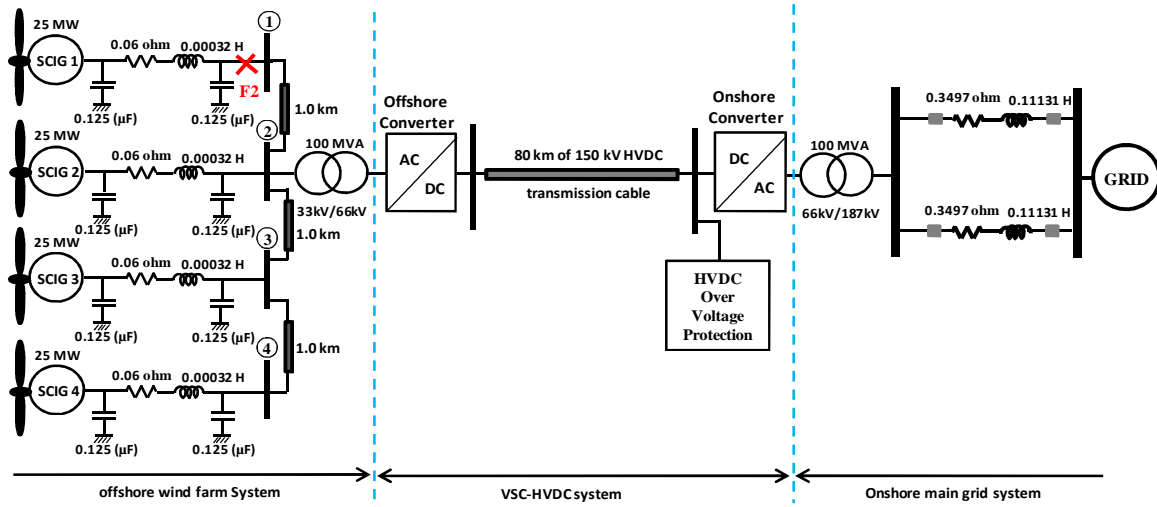 25 MW
SCIG 1
0.06 ohm
0.00032 H
0.125 (µF)
0.125 (µF)
F2
1
1.0 km
25 MW
SCIG 2
0.06 ohm
0.00032 H
0.125 (µF)
0.125 (µF)
2
100 MVA
33kV/66kV
1.0 km
25 MW
SCIG 3
0.06 ohm
0.00032 H
0.125 (µF)
0.125 (µF)
3
1.0 km
25 MW
SCIG 4
0.06 ohm
0.00032 H
0.125 (µF)
0.125 (µF)
4
Offshore
Converter
AC
DC
80 km of 150 kV HVDC
transmission cable
Onshore
Converter
DC
AC
HVDC
Over
Voltage
Protection
100 MVA
66kV/187kV
0.3497 ohm
0.11131 H
0.3497 ohm
0.11131 H
GRID
offshore wind farm System
VSC-HVDC system
Onshore main grid system